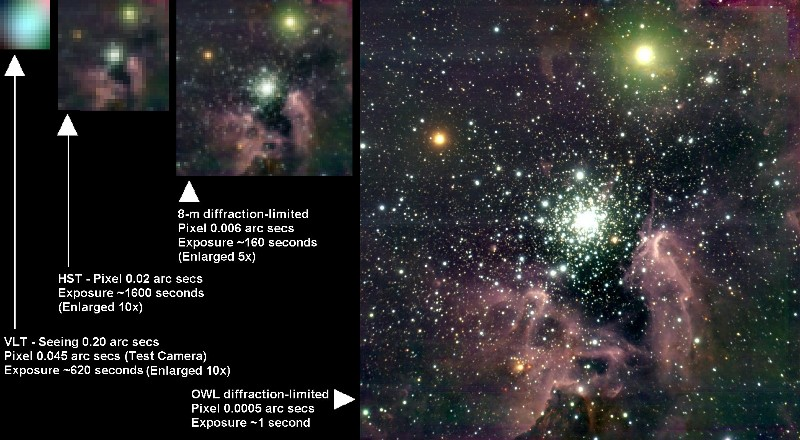 8-m diffraction-limited
Pixel 0.006 arc secs
Exposure ~160 seconds
(Enlarged 5x)
HST - Pixel 0.02 arc secs
Exposure ~1600 seconds
(Enlarged 10x)
VLT - Seeing 0.20 arc secs
Pixel 0.045 arc secs (Test Camera)
Exposure ~620 seconds (Enlarged 10x)
OWL diffraction-limited
Pixel 0.0005 arc secs
Exposure ~1 second